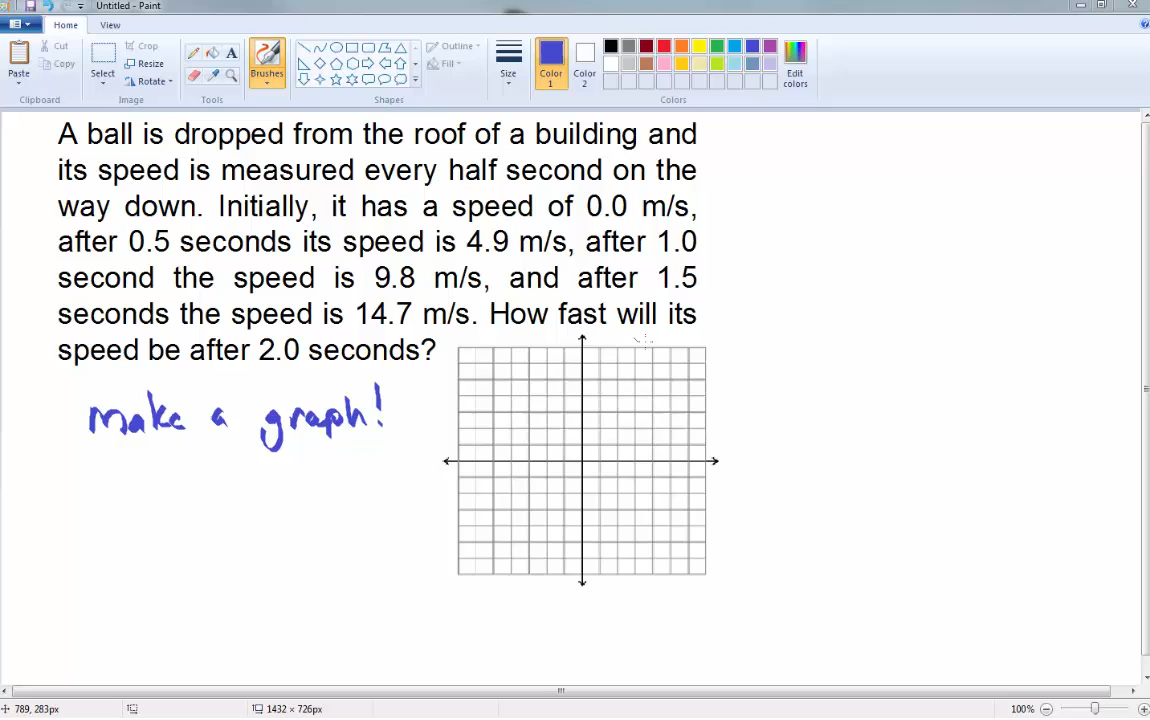 Untitled - Paint
Home View
Paste
Cut
Copy
Clipboard
Select
Crop
Resize
Rotate
Image
A
Tools
Brushes
Shapes
Outline
Fill
Size
Color 1
Color 2
Edit colors
Colors
A ball is dropped from the roof of a building and
its speed is measured every half second on the
way down. Initially, it has a speed of 0.0 m/s,
after 0.5 seconds its speed is 4.9 m/s, after 1.0
second the speed is 9.8 m/s, and after 1.5
seconds the speed is 14.7 m/s. How fast will its
speed be after 2.0 seconds?
make a graph!
789, 283px
1432 × 726px
100%